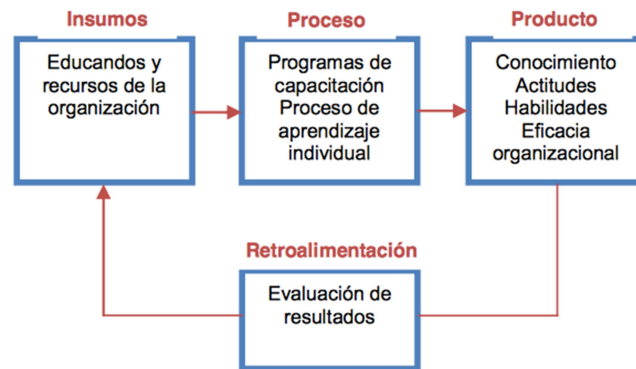 Insumos
Educandos y
recursos de la
organización
Proceso
Programas de
capacitación
Proceso de
aprendizaje
individual
Producto
Conocimiento
Actitudes
Habilidades
Eficacia
organizacional
Retroalimentación
Evaluación de
resultados